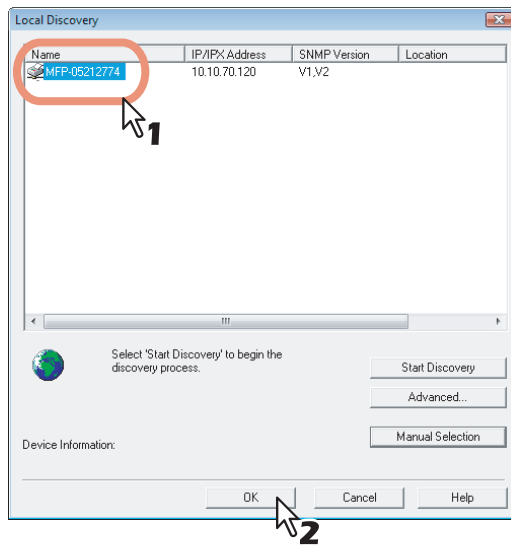 Local Discovery
Name IP/IPX Address SNMP Version Location
MFP-05212774 10.10.70.120 V1,V2
1
Select 'Start Discovery' to begin the
discovery process.
Start Discovery
Advanced...
Manual Selection
Device Information:
OK Cancel Help
2